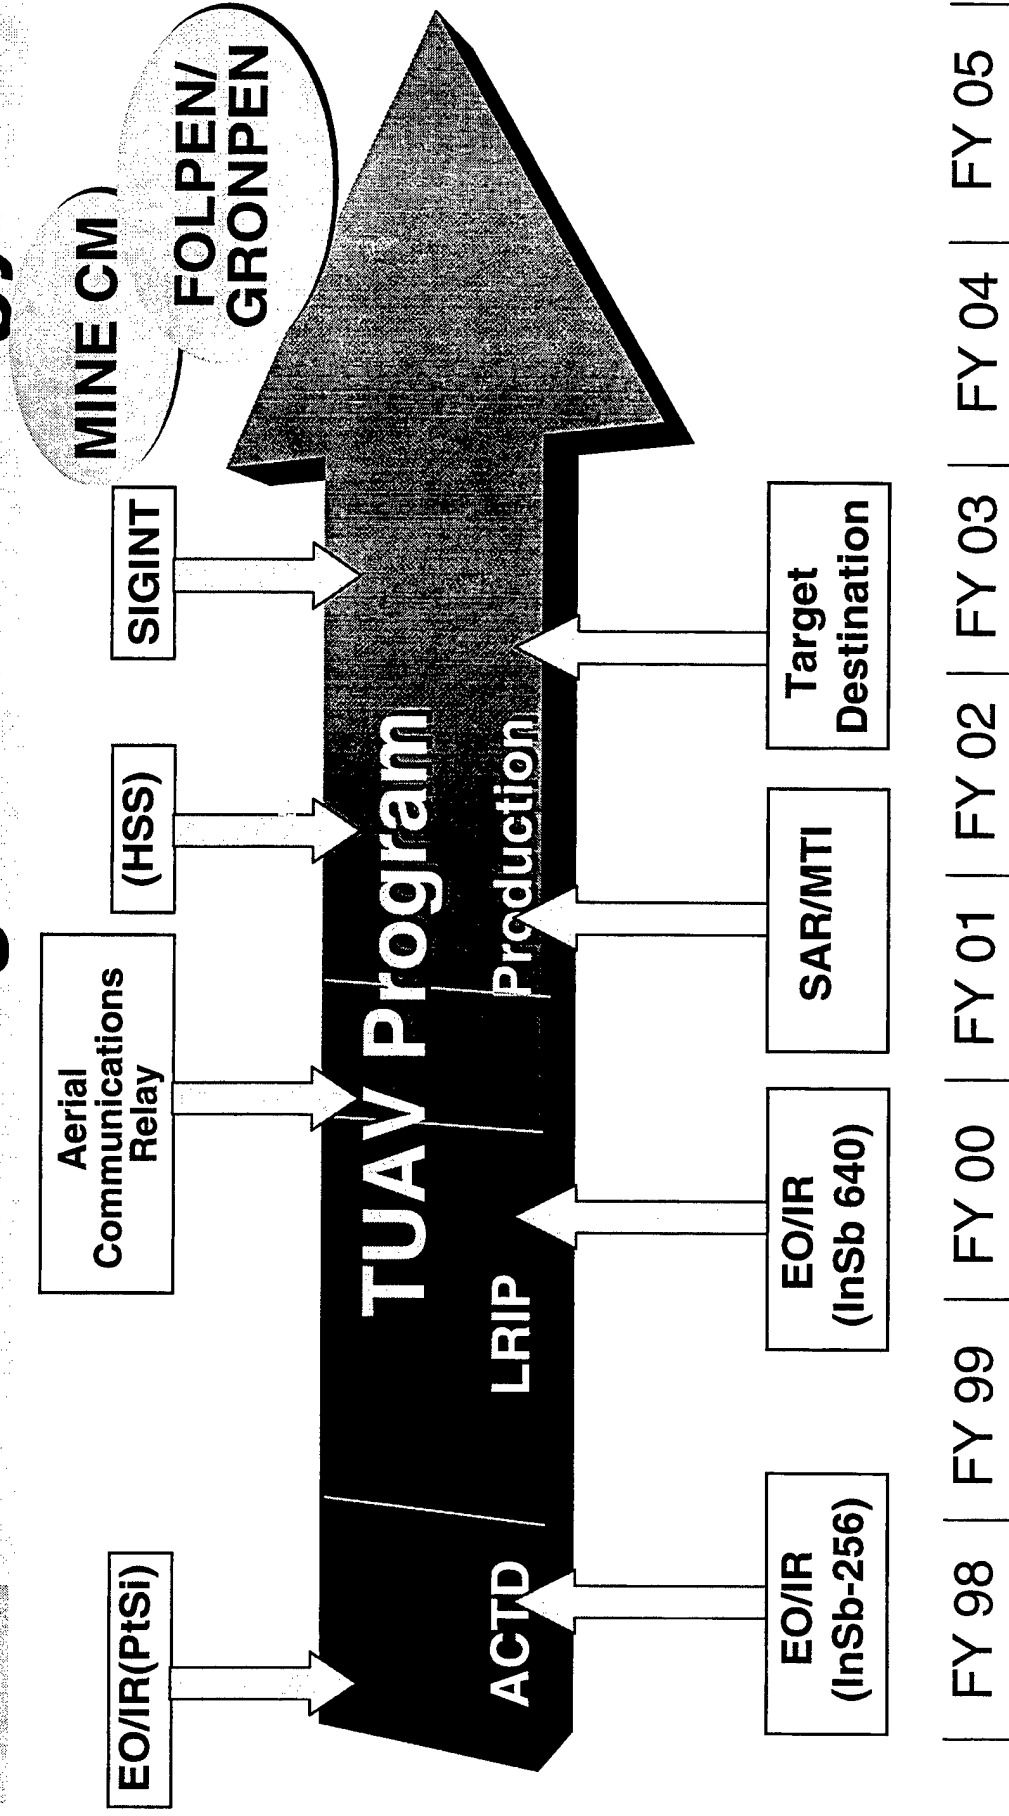 MINE CM
FOLPEN/
GRONPEN
EO/IR(PtSi)
Aerial
Communications
Relay
(HSS)
SIGINT
TUAV Program
ACTD
LRIP
Production
EO/IR
(InSb-256)
EO/IR
(InSb 640)
SAR/MTI
Target
Destination
FY 98
FY 99
FY 00
FY 01
FY 02
FY 03
FY 04
FY 05